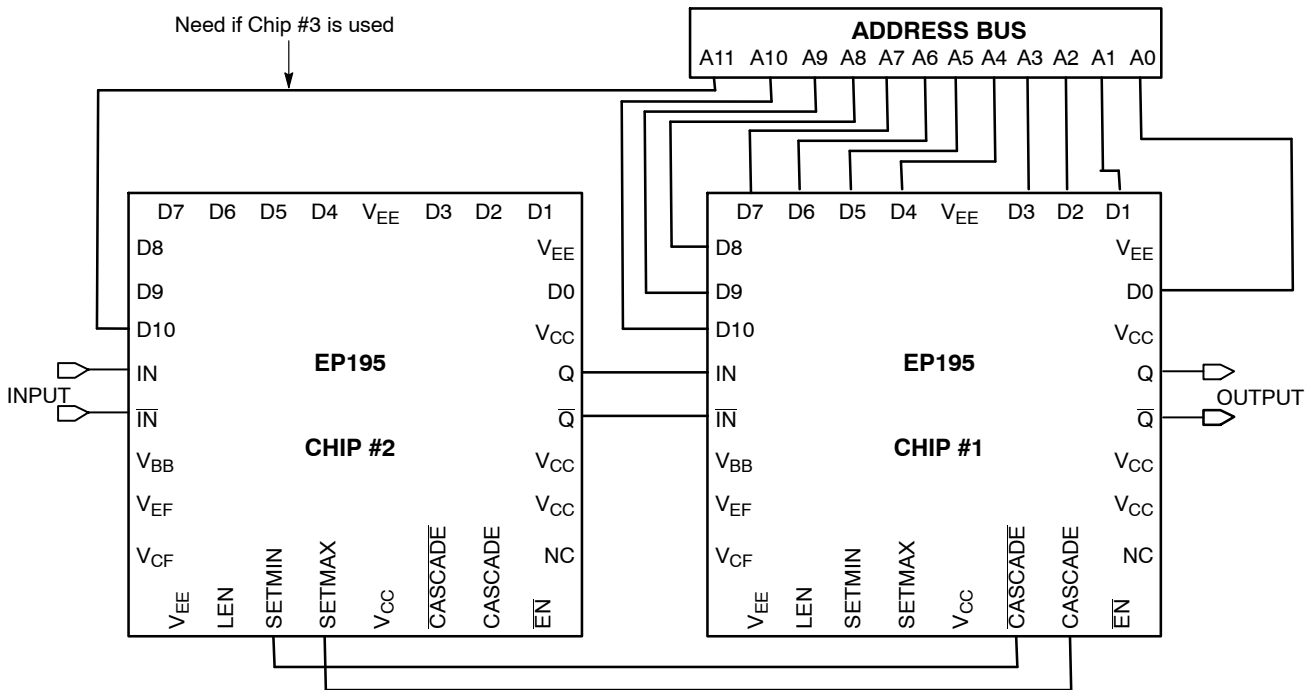 Need if Chip #3 is used
ADDRESS BUS
A11 A10 A9 A8 A7 A6 A5 A4 A3 A2 A1 A0
D7 D6 D5 D4 VEE D3 D2 D1
D8 VEE
D9 D0
D10 VCC
IN EP195 Q
INPUT
IN Q
CHIP #2
VBB VCC
VEF VCC
VCF NC
VEE LEN SETMIN SETMAX VCC CASCADE CASCADE EN
D7 D6 D5 D4 VEE D3 D2 D1
D8 VEE
D9 D0
D10 VCC
IN EP195 Q
OUTPUT
IN Q
CHIP #1
VBB VCC
VEF VCC
VCF NC
VEE LEN SETMIN SETMAX VCC CASCADE CASCADE EN